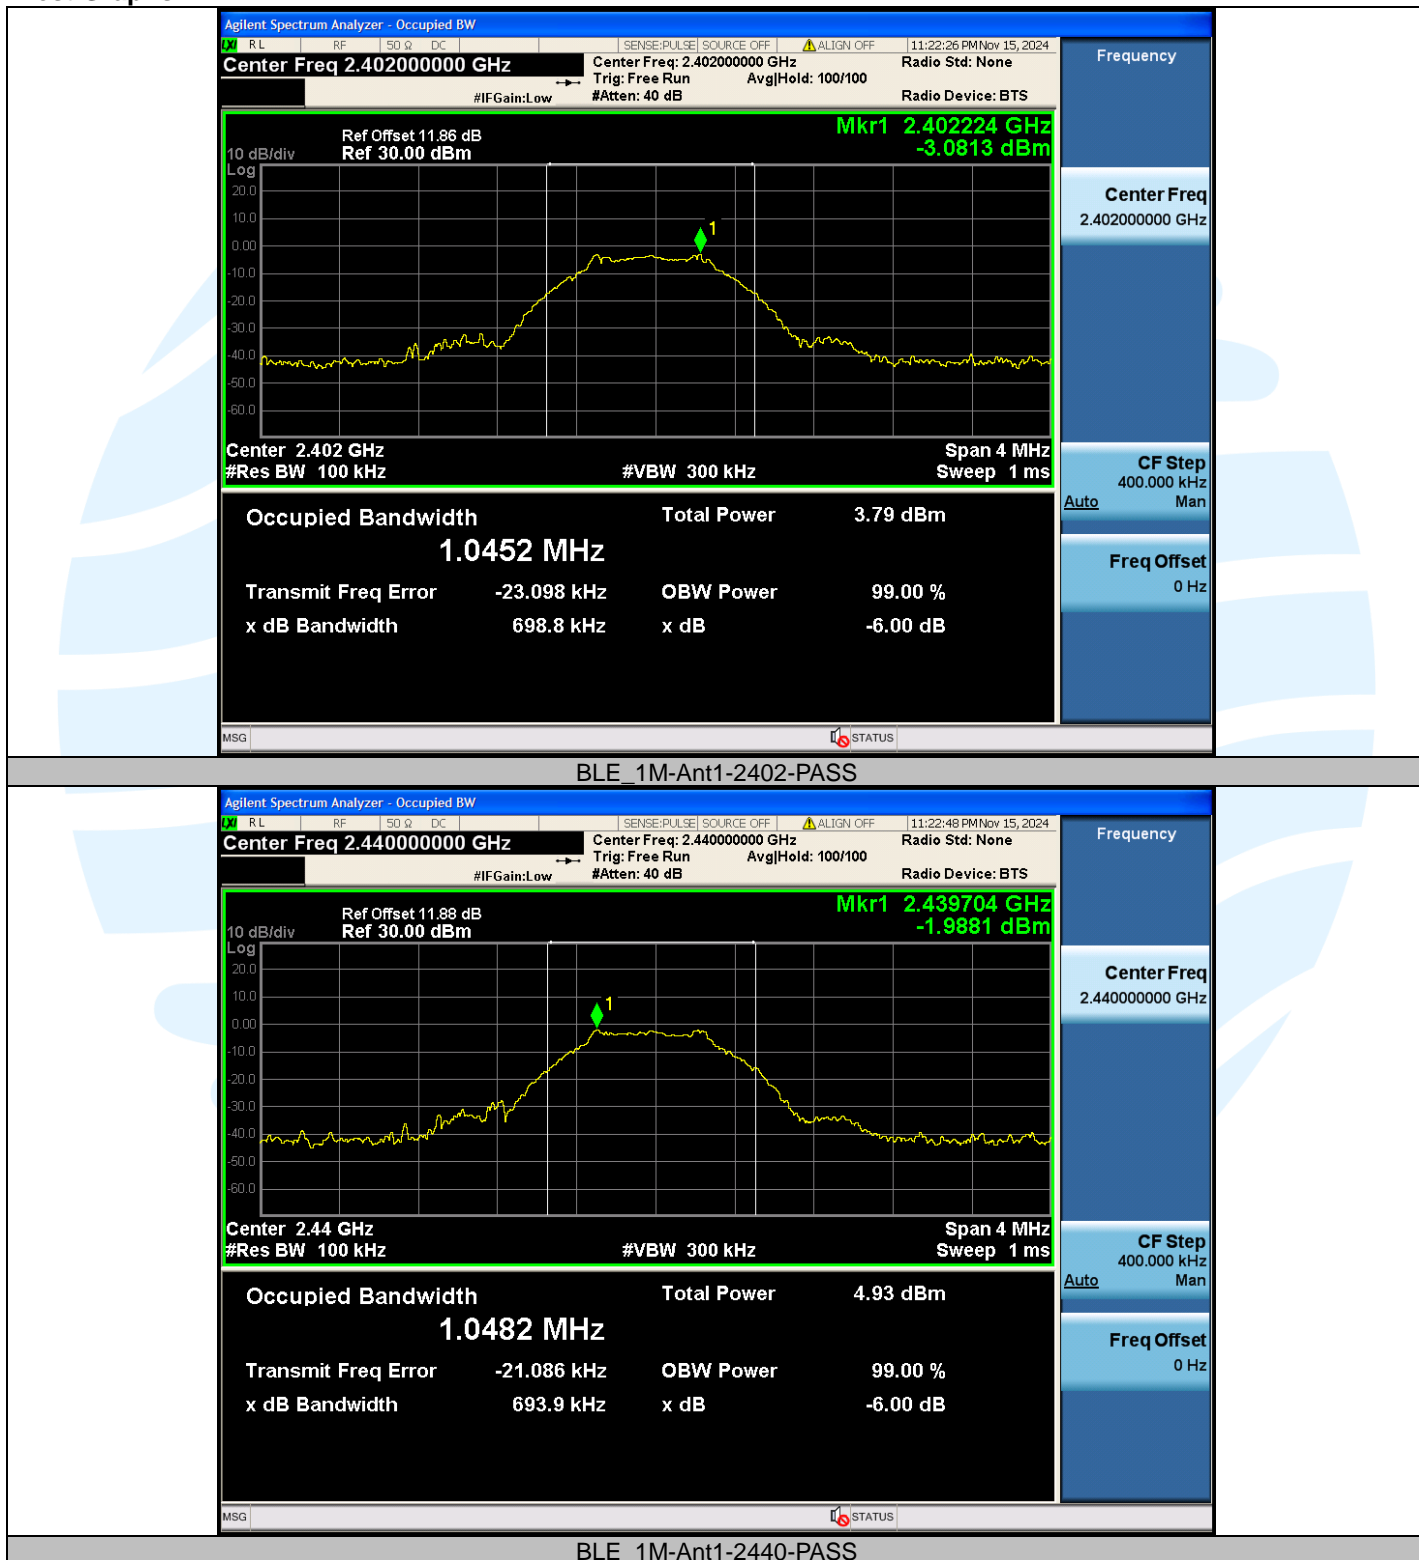 Agilent Spectrum Analyzer - Occupied BW
LXI RL RF 50 Ω DC SENSE:PULSE SOURCE OFF ALIGN OFF 11:22:26 PM Nov 15, 2024
Center Freq 2.402000000 GHz
Center Freq: 2.402000000 GHz
Radio Std: None
Trig: Free Run Avg|Hold: 100/100
#IFGain:Low #Atten: 40 dB Radio Device: BTS
Frequency
Mkr1 2.402224 GHz
-3.0813 dBm
Ref Offset 11.86 dB
10 dB/div Ref 30.00 dBm
Log
20.0
10.0
0.00
-10.0
-20.0
-30.0
-40.0
-50.0
-60.0
1
Center 2.402 GHz Span 4 MHz
#Res BW 100 kHz #VBW 300 kHz Sweep 1 ms
Center Freq
2.402000000 GHz
CF Step
400.000 kHz
Auto Man
Freq Offset
0 Hz
Occupied Bandwidth Total Power 3.79 dBm
1.0452 MHz
Transmit Freq Error -23.098 kHz OBW Power 99.00 %
x dB Bandwidth 698.8 kHz x dB -6.00 dB
MSG STATUS
BLE_1M-Ant1-2402-PASS
Agilent Spectrum Analyzer - Occupied BW
LXI RL RF 50 Ω DC SENSE:PULSE SOURCE OFF ALIGN OFF 11:22:48 PM Nov 15, 2024
Center Freq 2.440000000 GHz
Center Freq: 2.440000000 GHz
Radio Std: None
Trig: Free Run Avg|Hold: 100/100
#IFGain:Low #Atten: 40 dB Radio Device: BTS
Frequency
Mkr1 2.439704 GHz
-1.9881 dBm
Ref Offset 11.88 dB
10 dB/div Ref 30.00 dBm
Log
20.0
10.0
0.00
-10.0
-20.0
-30.0
-40.0
-50.0
-60.0
1
Center 2.44 GHz Span 4 MHz
#Res BW 100 kHz #VBW 300 kHz Sweep 1 ms
Center Freq
2.440000000 GHz
CF Step
400.000 kHz
Auto Man
Freq Offset
0 Hz
Occupied Bandwidth Total Power 4.93 dBm
1.0482 MHz
Transmit Freq Error -21.086 kHz OBW Power 99.00 %
x dB Bandwidth 693.9 kHz x dB -6.00 dB
MSG STATUS
BLE_1M-Ant1-2440-PASS